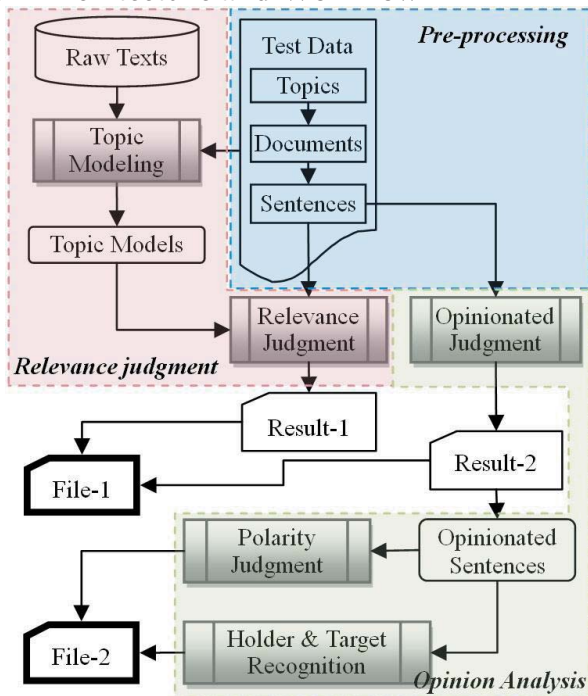 Raw Texts
Test Data
Pre-processing
Topics
Topic
Modeling
Documents
Sentences
Topic Models
Relevance
Judgment
Opinionated
Judgment
Relevance judgment
Result-1
Result-2
File-1
Polarity
Judgment
Opinionated
Sentences
File-2
Holder & Target
Recognition
Opinion Analysis